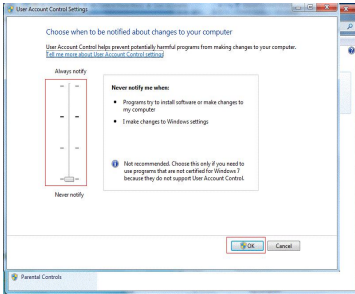 User Account Control Settings
Choose when to be notified about changes to your computer
User Account Control helps prevent potentially harmful programs from making changes to your computer.
Tell me more about User Account Control settings
Always notify
Never notify me when:
• Programs try to install software or make changes to
my computer
• I make changes to Windows settings
Not recommended. Choose this only if you need to
use programs that are not certified for Windows 7
because they do not support User Account Control.
Never notify
OK
Cancel
Parental Controls